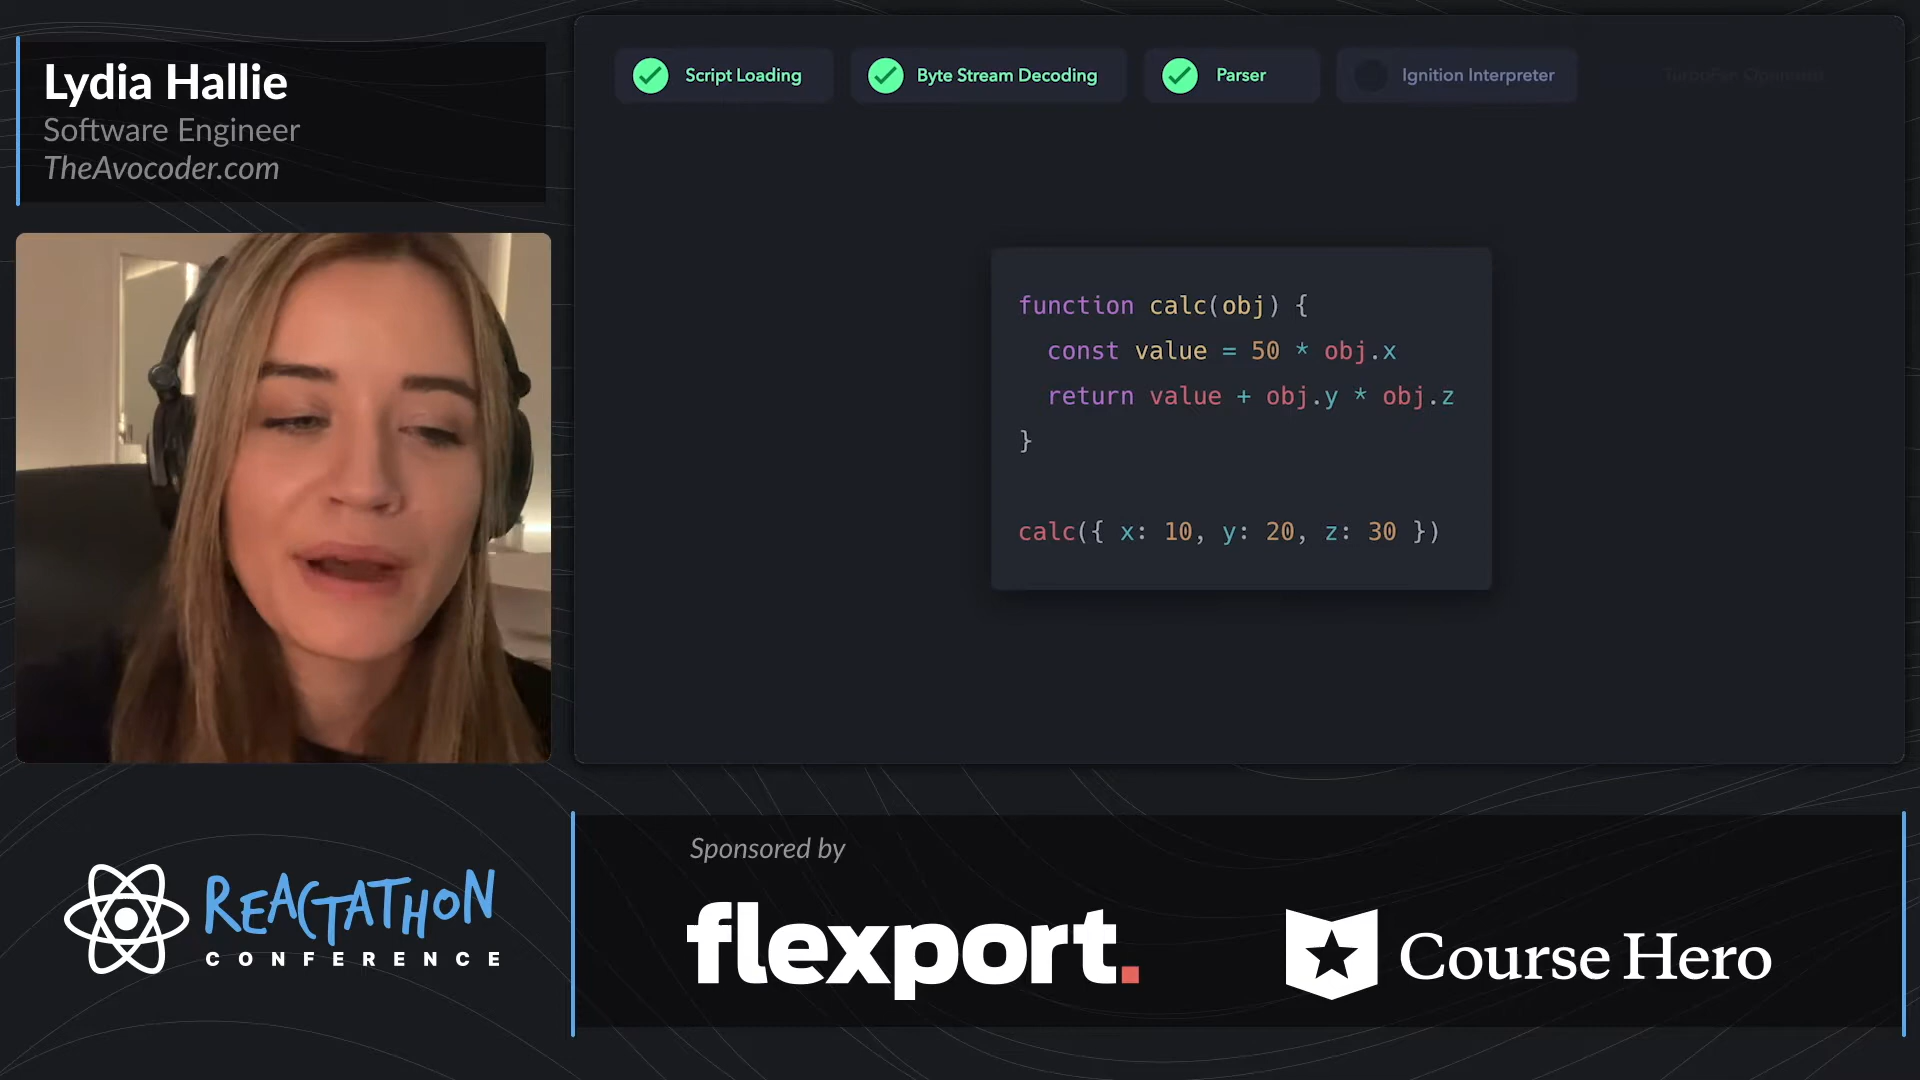 Lydia Hallie
Software Engineer
TheAvocoder.com
Script Loading
Byte Stream Decoding
Parser
Ignition Interpreter
function calc(obj) {
const value = 50 * obj.x
return value + obj.y * obj.z
}
calc({ x: 10, y: 20, z: 30 })
REACTATHON
CONFERENCE
Sponsored by
flexport.
Course Hero